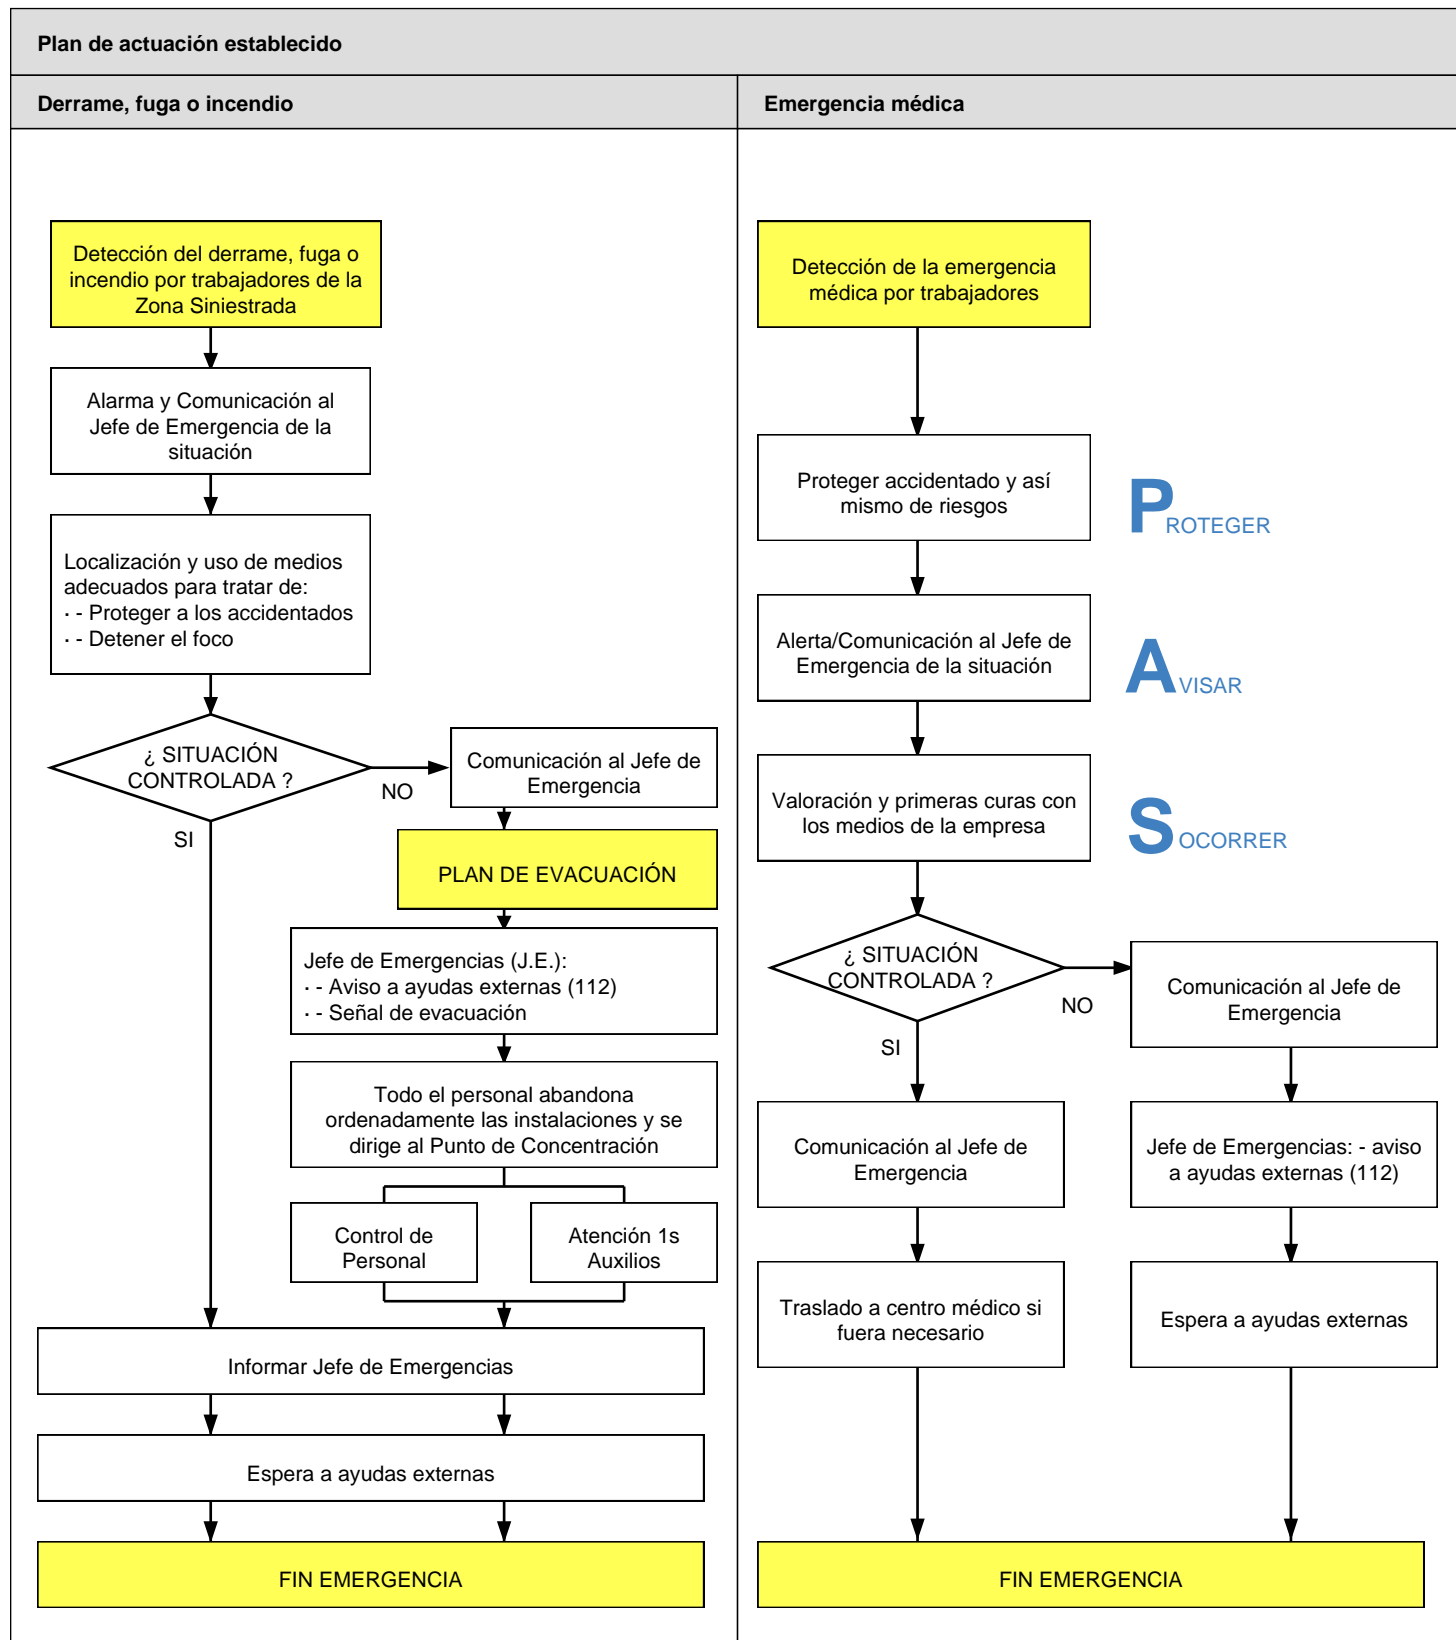 Plan de actuación establecido
Derrame, fuga o incendio
Detección del derrame, fuga o
incendio por trabajadores de la
Zona Siniestrada
Alarma y Comunicación al
Jefe de Emergencia de la
situación
Localización y uso de medios
adecuados para tratar de:
· - Proteger a los accidentados
· - Detener el foco
¿ SITUACIÓN
CONTROLADA ?
NO
SI
Comunicación al Jefe de
Emergencia
PLAN DE EVACUACIÓN
Jefe de Emergencias (J.E.):
· - Aviso a ayudas externas (112)
· - Señal de evacuación
Todo el personal abandona
ordenadamente las instalaciones y se
dirige al Punto de Concentración
Control de
Personal
Atención 1s
Auxilios
Informar Jefe de Emergencias
Espera a ayudas externas
FIN EMERGENCIA
Emergencia médica
Detección de la emergencia
médica por trabajadores
Proteger accidentado y así
mismo de riesgos
PROTEGER
Alerta/Comunicación al Jefe de
Emergencia de la situación
AVISAR
Valoración y primeras curas con
los medios de la empresa
SOCORRER
¿ SITUACIÓN
CONTROLADA ?
NO
SI
Comunicación al Jefe de
Emergencia
Traslado a centro médico si
fuera necesario
Comunicación al Jefe de
Emergencia
Jefe de Emergencias: - aviso
a ayudas externas (112)
Espera a ayudas externas
FIN EMERGENCIA